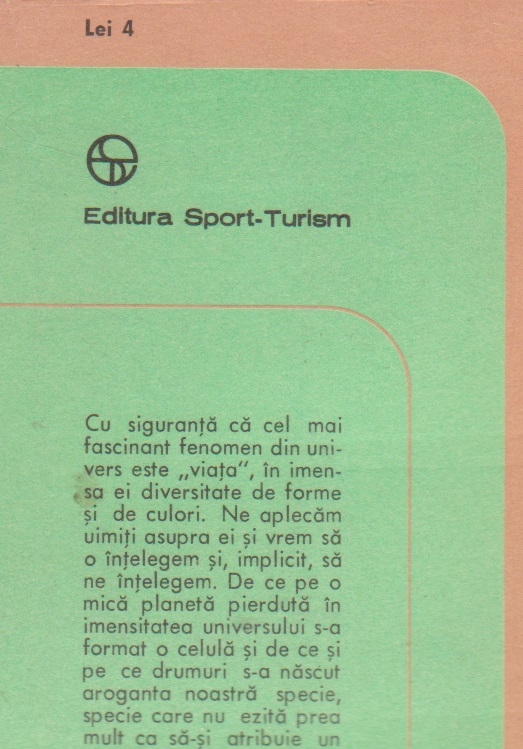 Lei 4
Editura Sport-Turism
Cu siguranță că cel mai
fascinant fenomen din uni-
vers este „viața“, în imen-
sa ei diversitate de forme
și de culori. Ne aplecăm
uimiți asupra ei și vrem să
o înțelegem și, implicit, să
ne înțelegem. De ce pe o
mică planetă pierdută în
imensitatea universului s-a
format o celulă și de ce și
pe ce drumuri s-a născut
aroganta noastră specie,
specie care nu ezită prea
mult ca să-și atribuie un